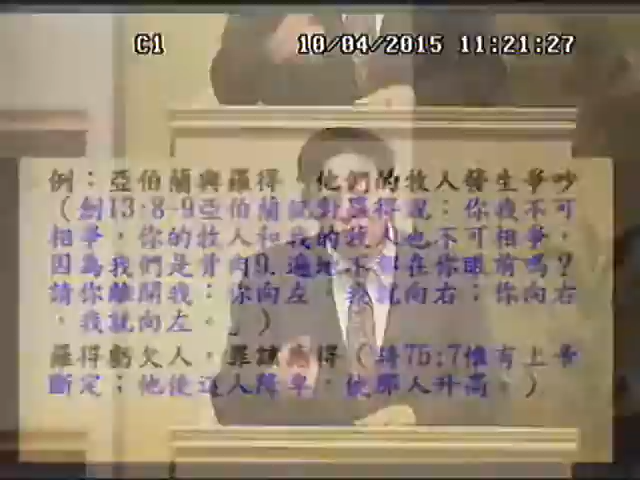 C1 10/04/2015 11:21:27
例：亞伯蘭與羅得，他們的牧人發生爭吵
（創13:8-9亞伯蘭就對羅得說：你我不可
相爭，你的牧人和我的牧人也不可相爭，
因為我們是骨肉9.遍地不都在你眼前嗎？
請你離開我：你向左，我就向右；你向右
，我就向左。」）
羅得虧欠人，罪該應得（詩75:7惟有上帝
斷定；他使這人降卑，使那人升高。）